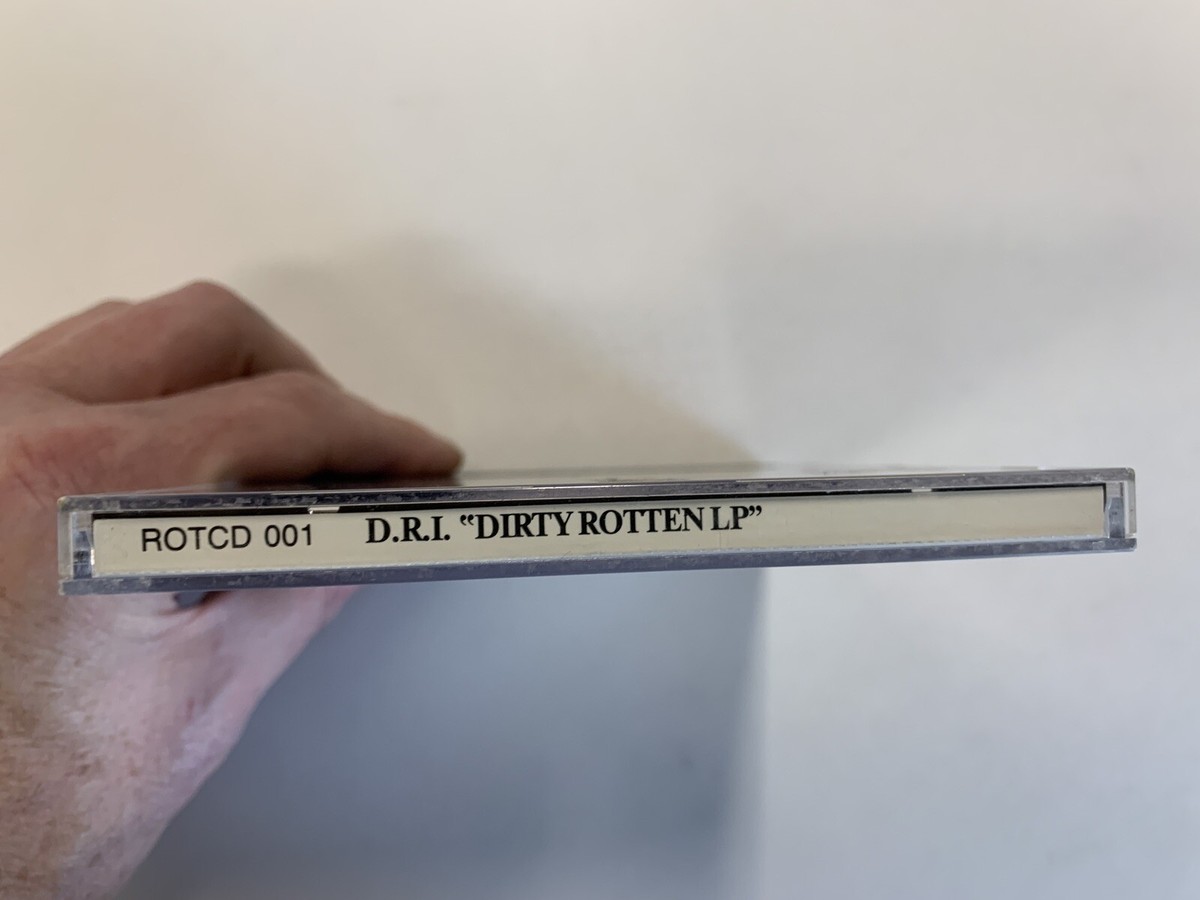 ROTCD 001 D.R.I. “DIRTY ROTTEN LP”